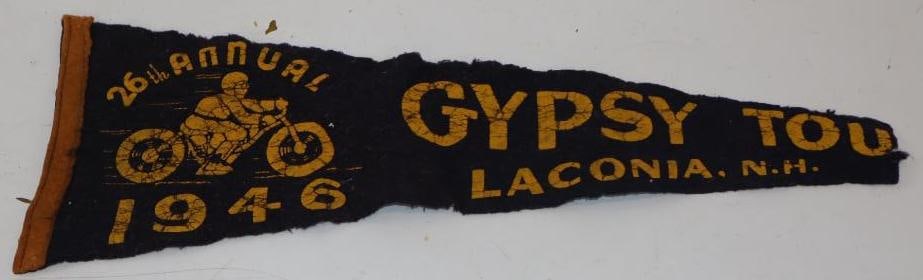 26th ANNUAL
1946
GYPSY TOU
LACONIA. N.H.